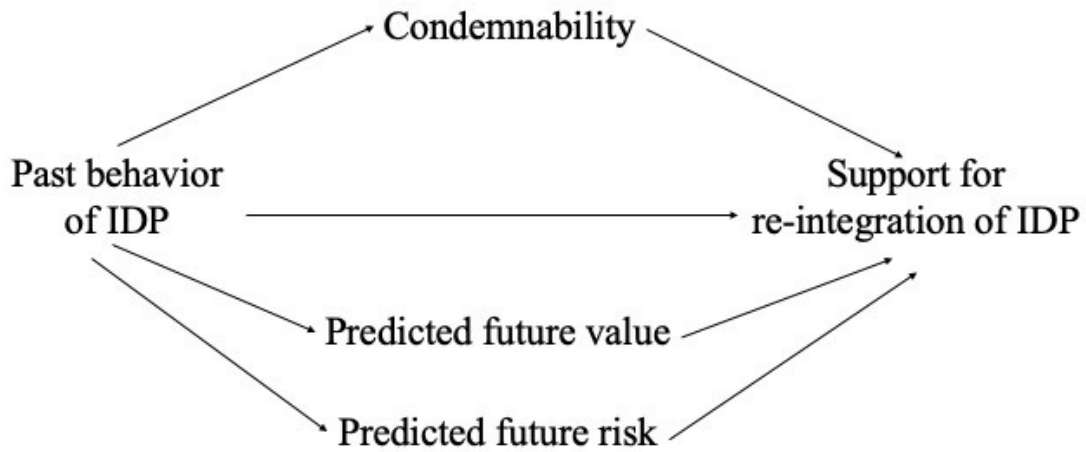 Condemnability
Past behavior
of IDP
Support for
re-integration of IDP
Predicted future value
Predicted future risk